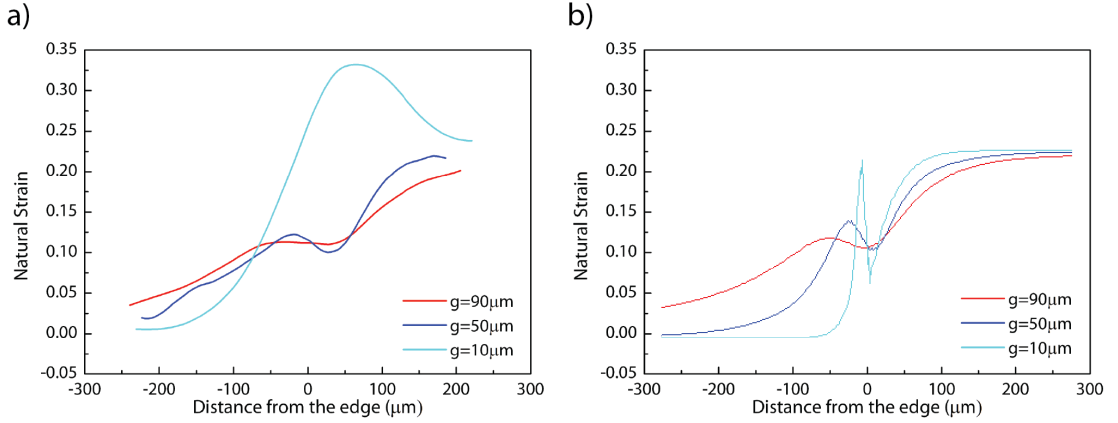 a)
0.35
0.30
0.25
0.20
0.15
0.10
0.05
0.00
-0.05
Natural Strain
-300 -200 -100 0 100 200 300
Distance from the edge (μm)
g=90μm
g=50μm
g=10μm
b)
0.35
0.30
0.25
0.20
0.15
0.10
0.05
0.00
-0.05
Natural Strain
-300 -200 -100 0 100 200 300
Distance from the edge (μm)
g=90μm
g=50μm
g=10μm